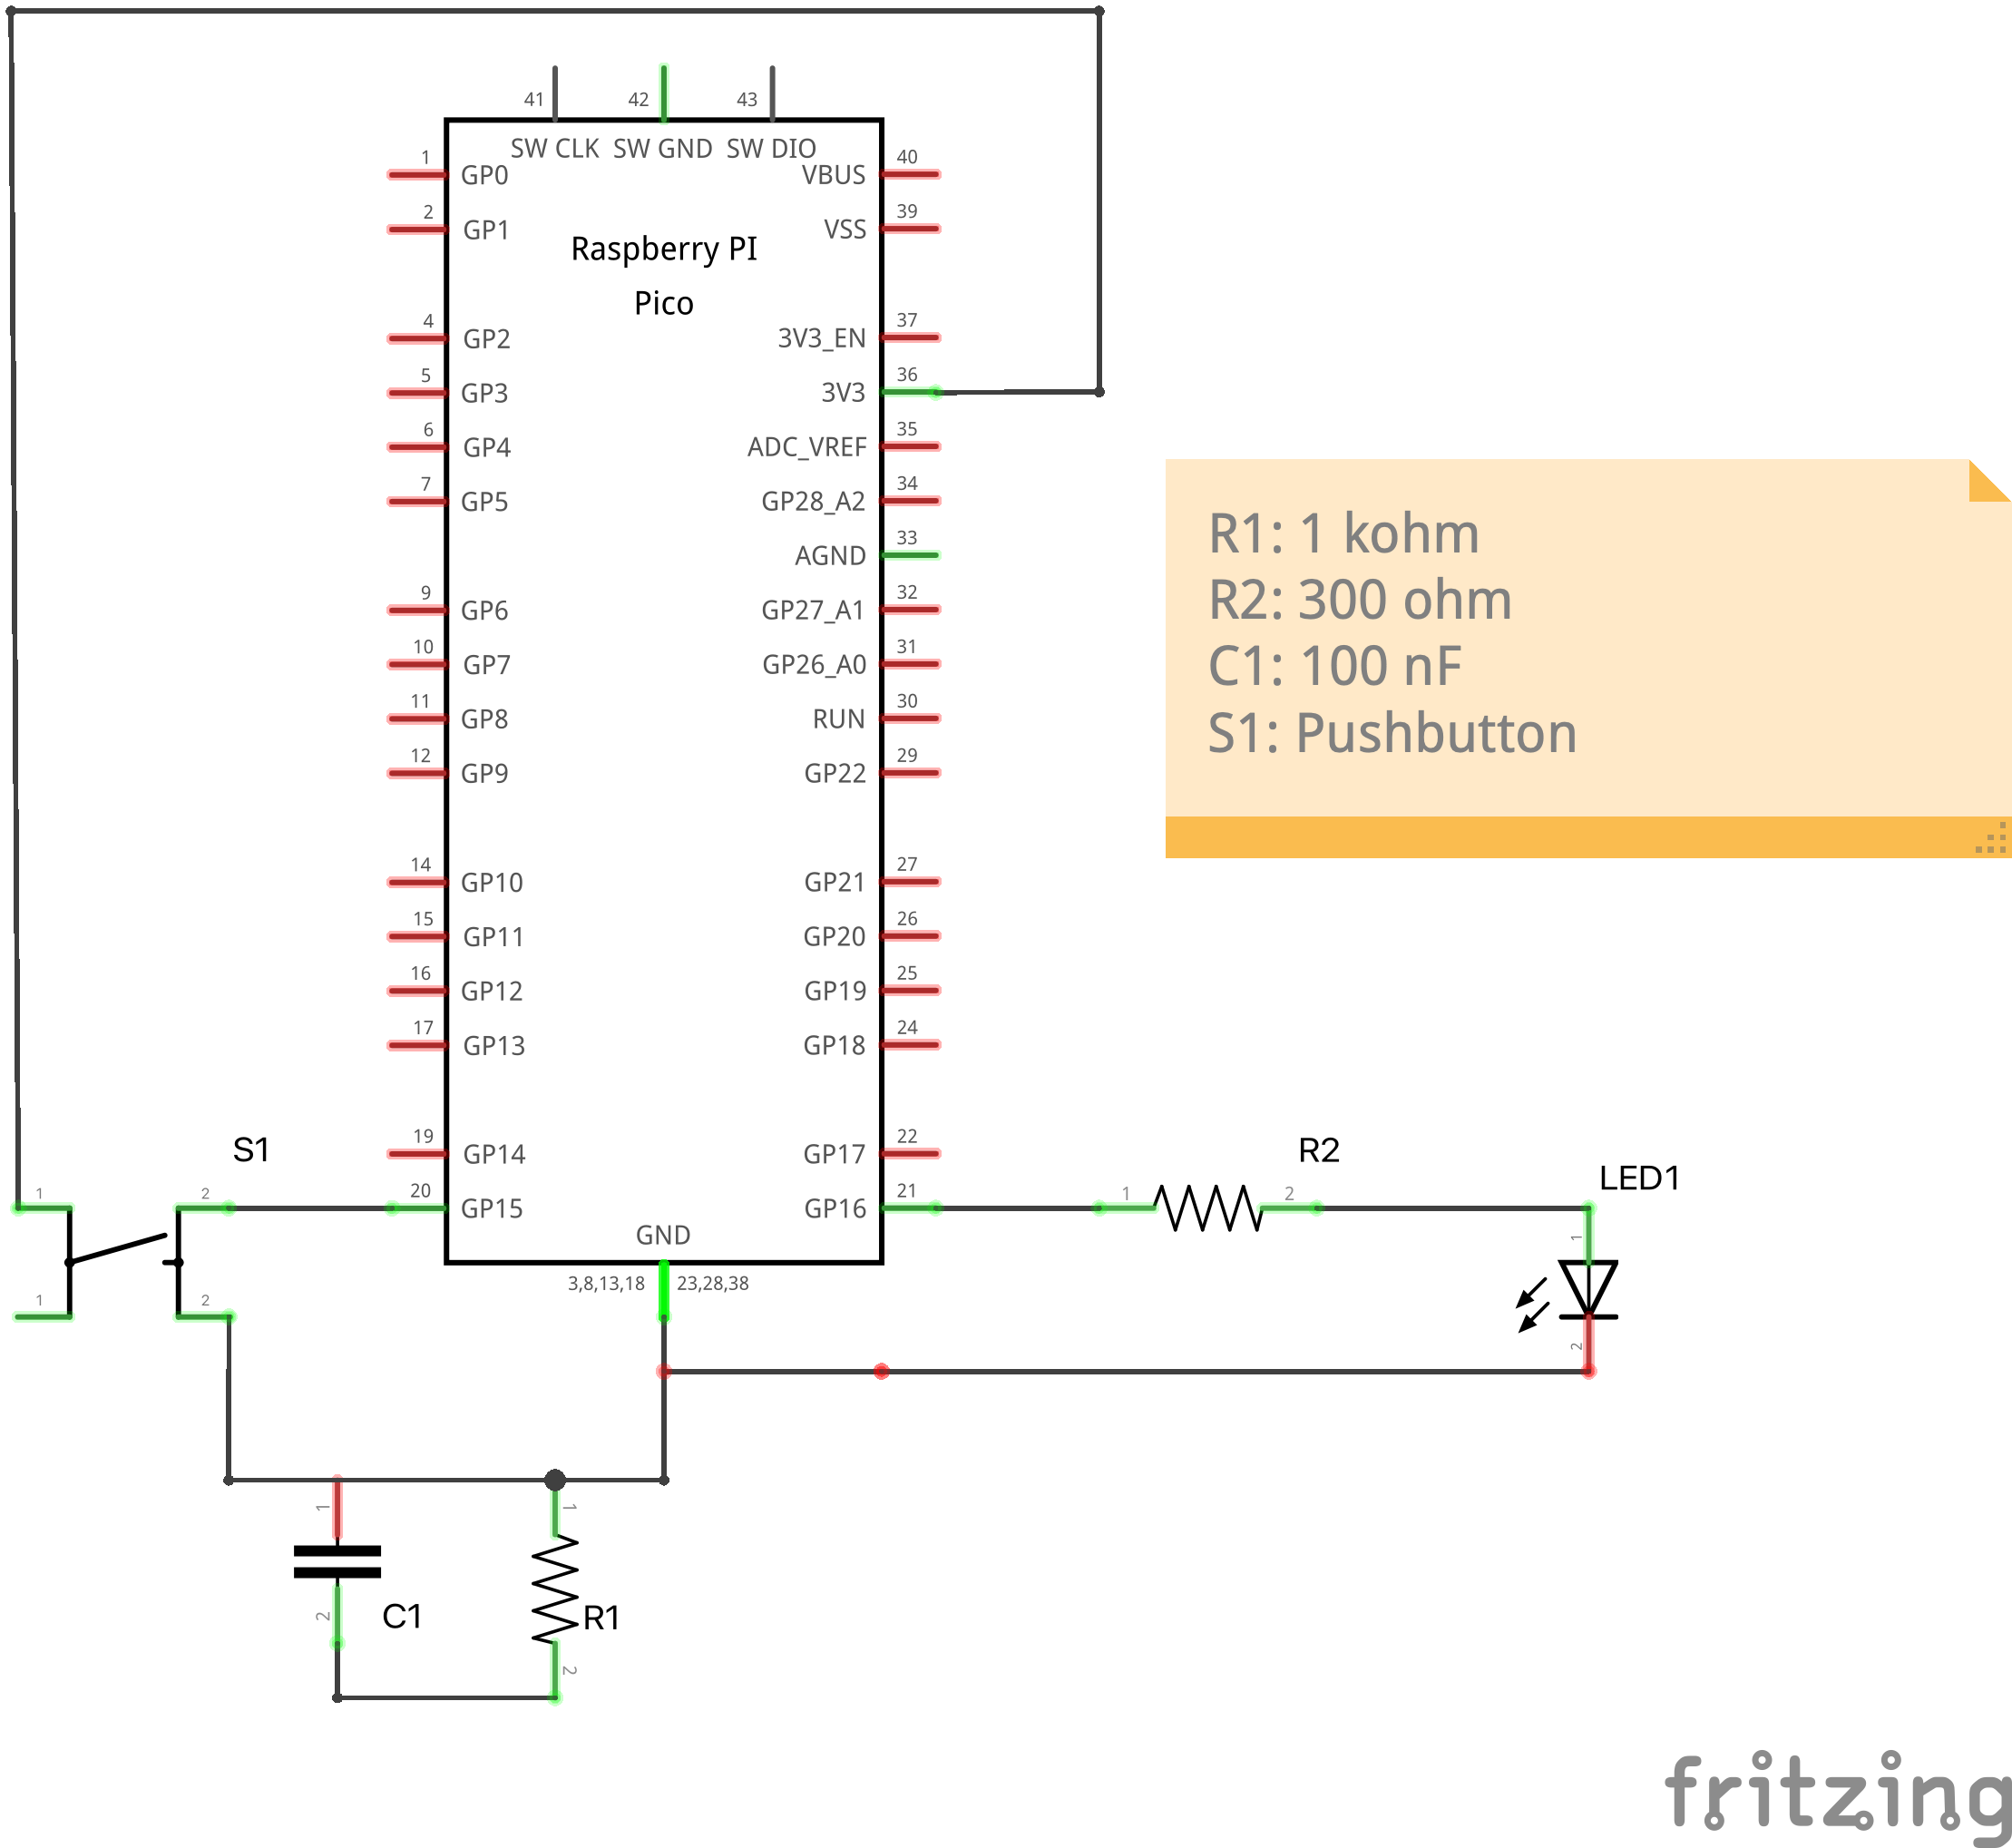 41 42 43
SW CLK SW GND SW DIO
1 GP0 VBUS 40
2 GP1 VSS 39
Raspberry PI
Pico
4 GP2 3V3_EN 37
5 GP3 3V3 36
6 GP4 ADC_VREF 35
7 GP5 GP28_A2 34
AGND 33
9 GP6 GP27_A1 32
10 GP7 GP26_A0 31
11 GP8 RUN 30
12 GP9 GP22 29
14 GP10 GP21 27
15 GP11 GP20 26
16 GP12 GP19 25
17 GP13 GP18 24
19 GP14 GP17 22
20 GP15 GP16 21
GND
3,8,13,18 23,28,38
R1: 1 kohm
R2: 300 ohm
C1: 100 nF
S1: Pushbutton
S1
1 2
1 2
R2
1 2
LED1
1
2
1
2
C1
1
R1
2
fritzing